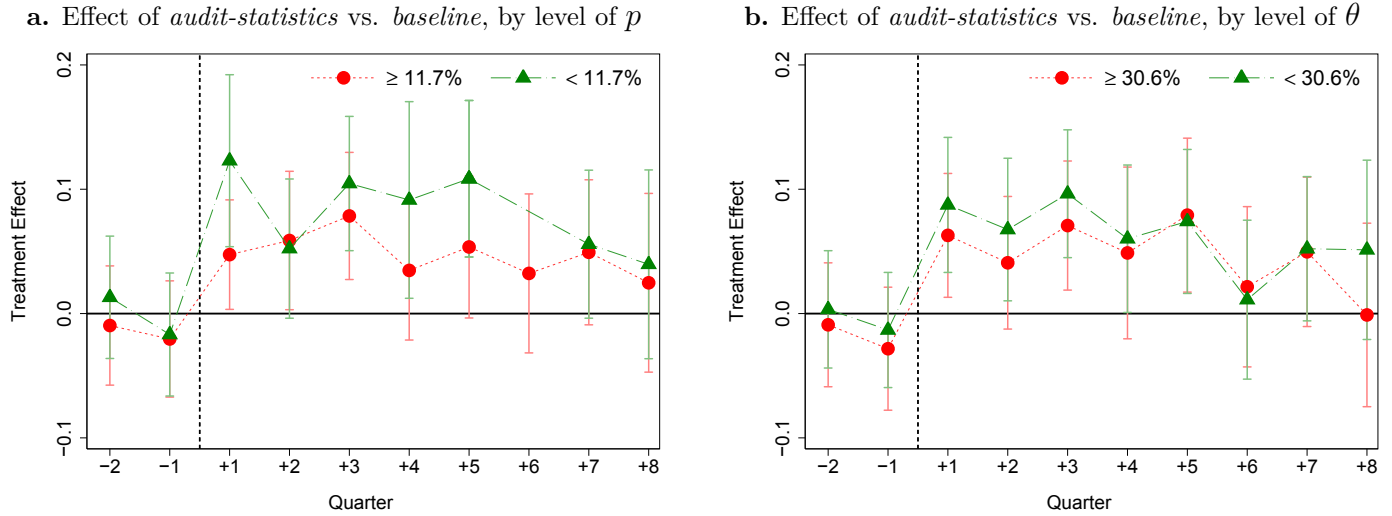 a. Effect of audit-statistics vs. baseline, by level of p
≥ 11.7% < 11.7%
0.2
0.1
0.0
−0.1
Treatment Effect
−2 −1 +1 +2 +3 +4 +5 +6 +7 +8
Quarter
b. Effect of audit-statistics vs. baseline, by level of θ
≥ 30.6% < 30.6%
0.2
0.1
0.0
−0.1
Treatment Effect
−2 −1 +1 +2 +3 +4 +5 +6 +7 +8
Quarter